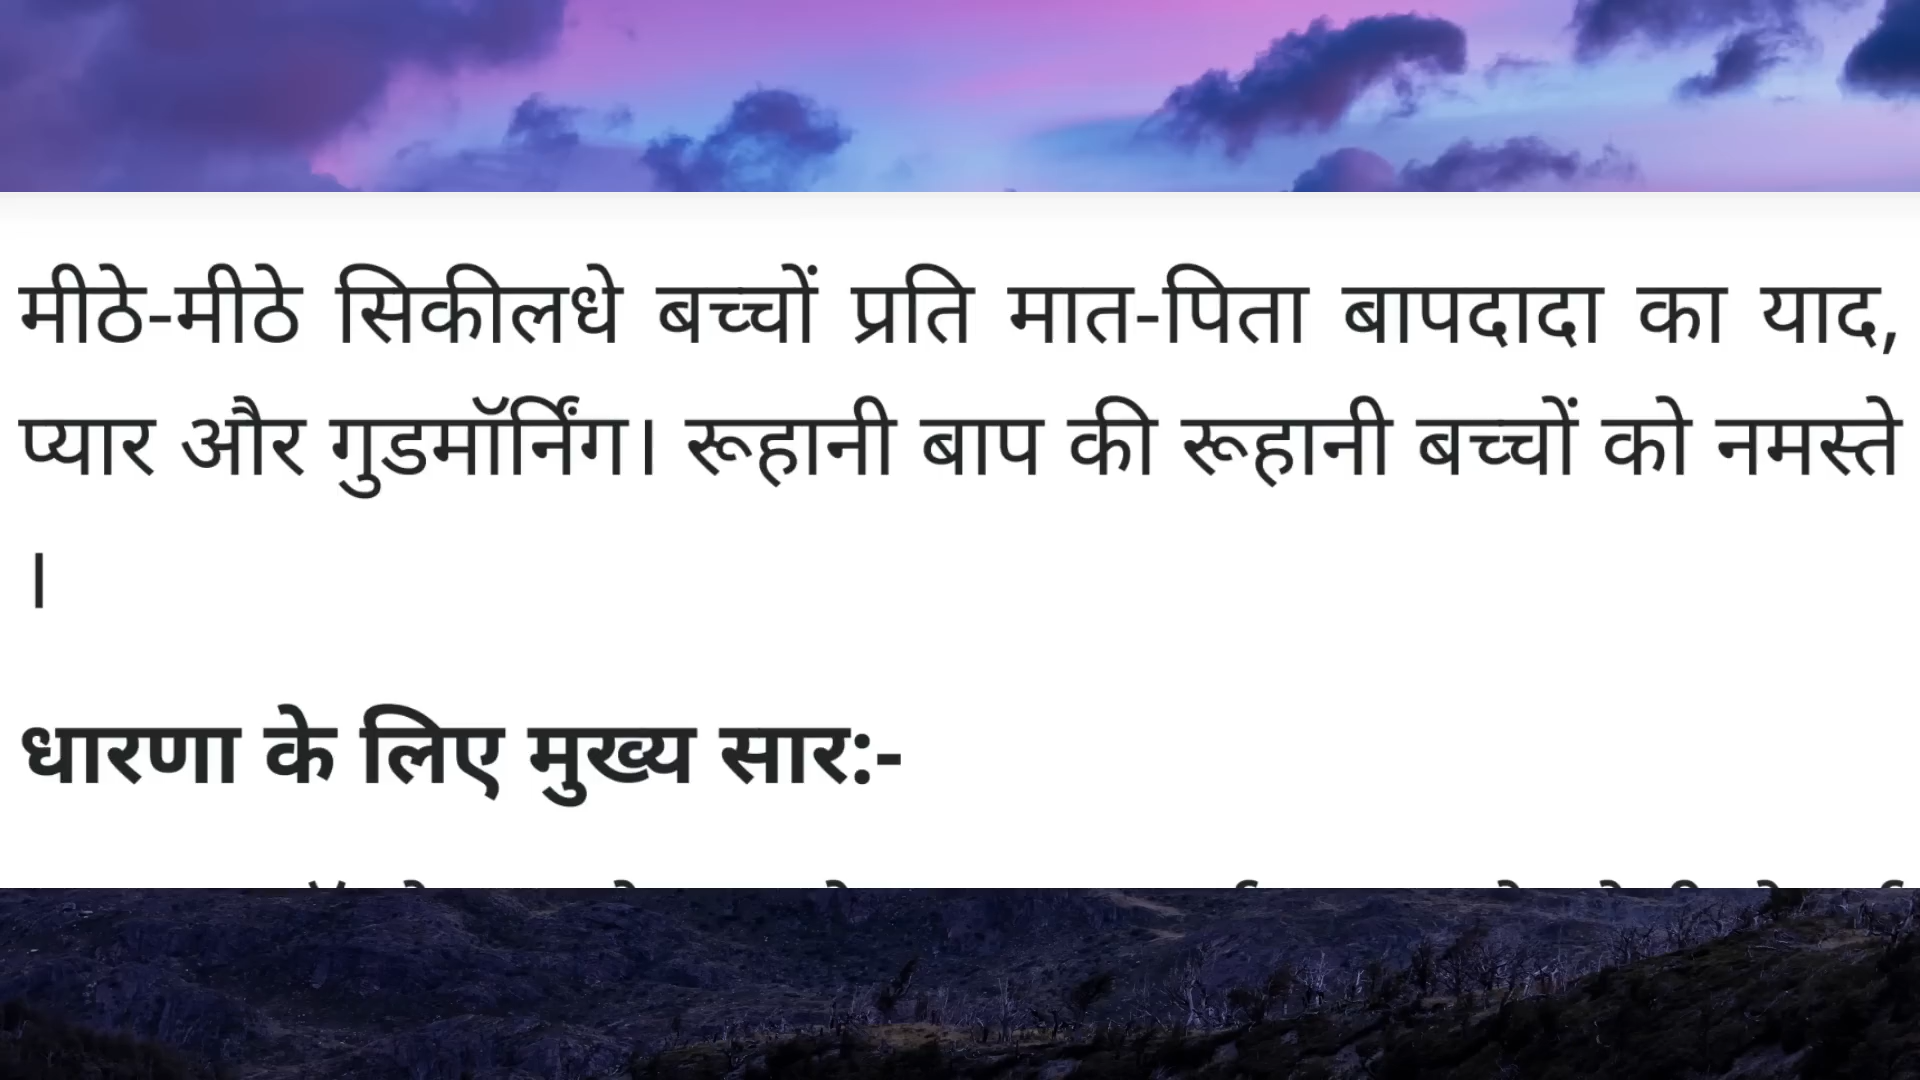 मीठे-मीठे सिकीलधे बच्चों प्रति मात-पिता बापदादा का याद,
प्यार और गुडमॉर्निंग। रूहानी बाप की रूहानी बच्चों को नमस्ते
।
धारणा के लिए मुख्य सार:-